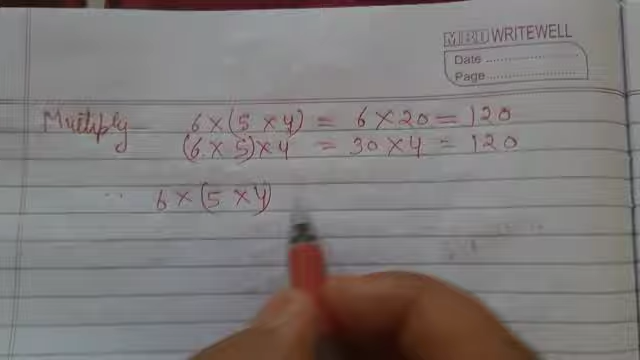 MRD WRITEWELL
Date
Page
Multiply 6 × (5 × 4) = 6 × 20 = 120
(6 × 5) × 4 = 30 × 4 = 120
∵ 6 × (5 × 4)